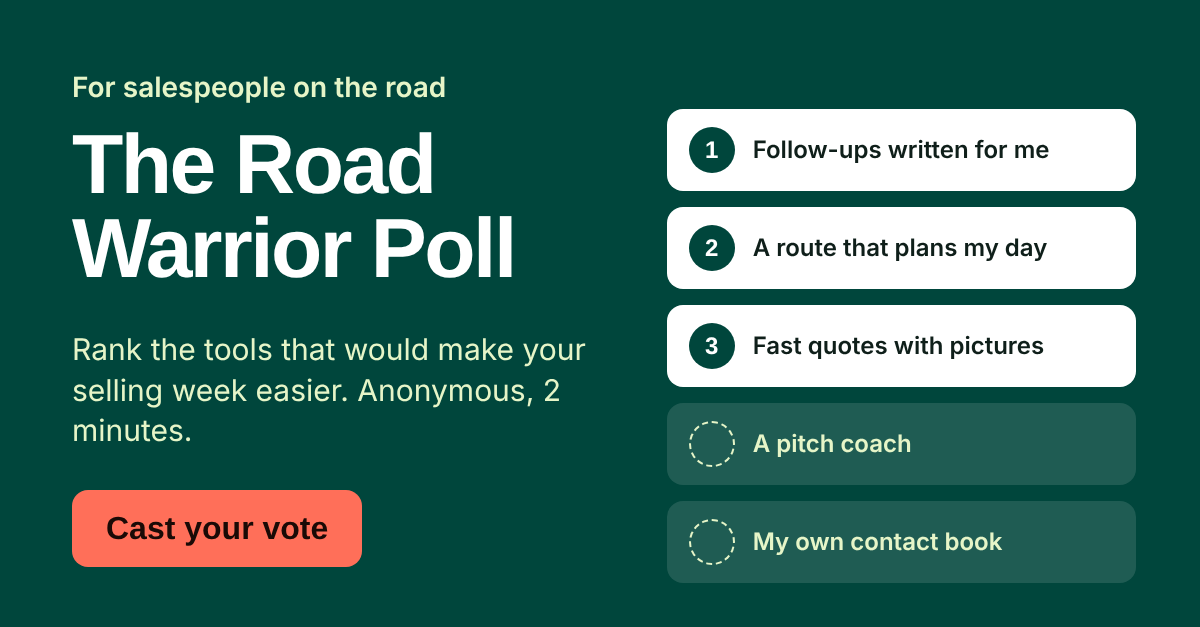 For salespeople on the road
The Road
Warrior Poll
Rank the tools that would make your
selling week easier. Anonymous, 2
minutes.
Cast your vote
1 Follow-ups written for me
2 A route that plans my day
3 Fast quotes with pictures
A pitch coach
My own contact book